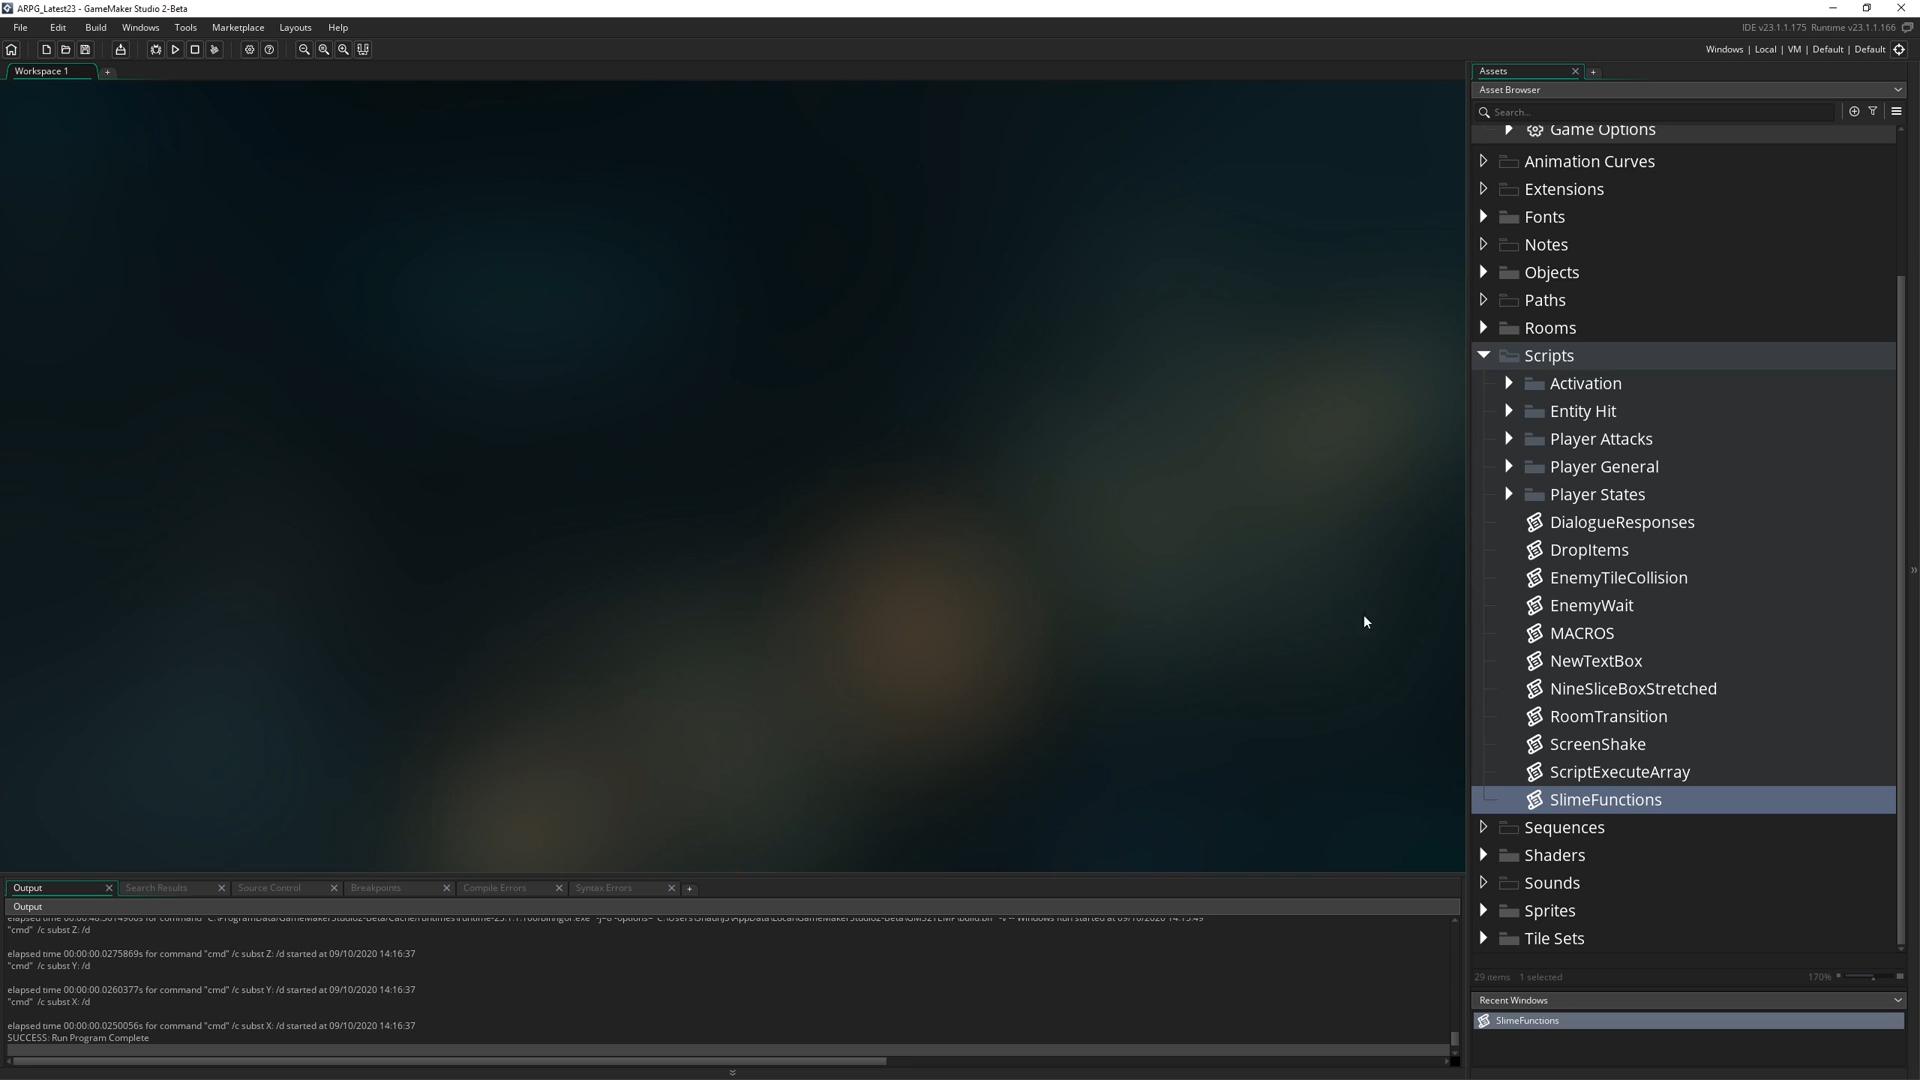 ARPG_Latest23 - GameMaker Studio 2-Beta
File Edit Build Windows Tools Marketplace Layouts Help
IDE v23.1.1.175 Runtime v23.1.1.166
Windows | Local | VM | Default | Default
Workspace 1
Assets
Asset Browser
Search...
Game Options
Animation Curves
Extensions
Fonts
Notes
Objects
Paths
Rooms
Scripts
Activation
Entity Hit
Player Attacks
Player General
Player States
DialogueResponses
DropItems
EnemyTileCollision
EnemyWait
MACROS
NewTextBox
NineSliceBoxStretched
RoomTransition
ScreenShake
ScriptExecuteArray
SlimeFunctions
Sequences
Shaders
Sounds
Sprites
Tile Sets
29 items 1 selected
170%
Recent Windows
SlimeFunctions
Output Search Results Source Control Breakpoints Compile Errors Syntax Errors
Output
"cmd" /c subst Z: /d
elapsed time 00:00:00.0275869s for command "cmd" /c subst Z: /d started at 09/10/2020 14:16:37
"cmd" /c subst Y: /d
elapsed time 00:00:00.0260377s for command "cmd" /c subst Y: /d started at 09/10/2020 14:16:37
"cmd" /c subst X: /d
elapsed time 00:00:00.0250056s for command "cmd" /c subst X: /d started at 09/10/2020 14:16:37
SUCCESS: Run Program Complete